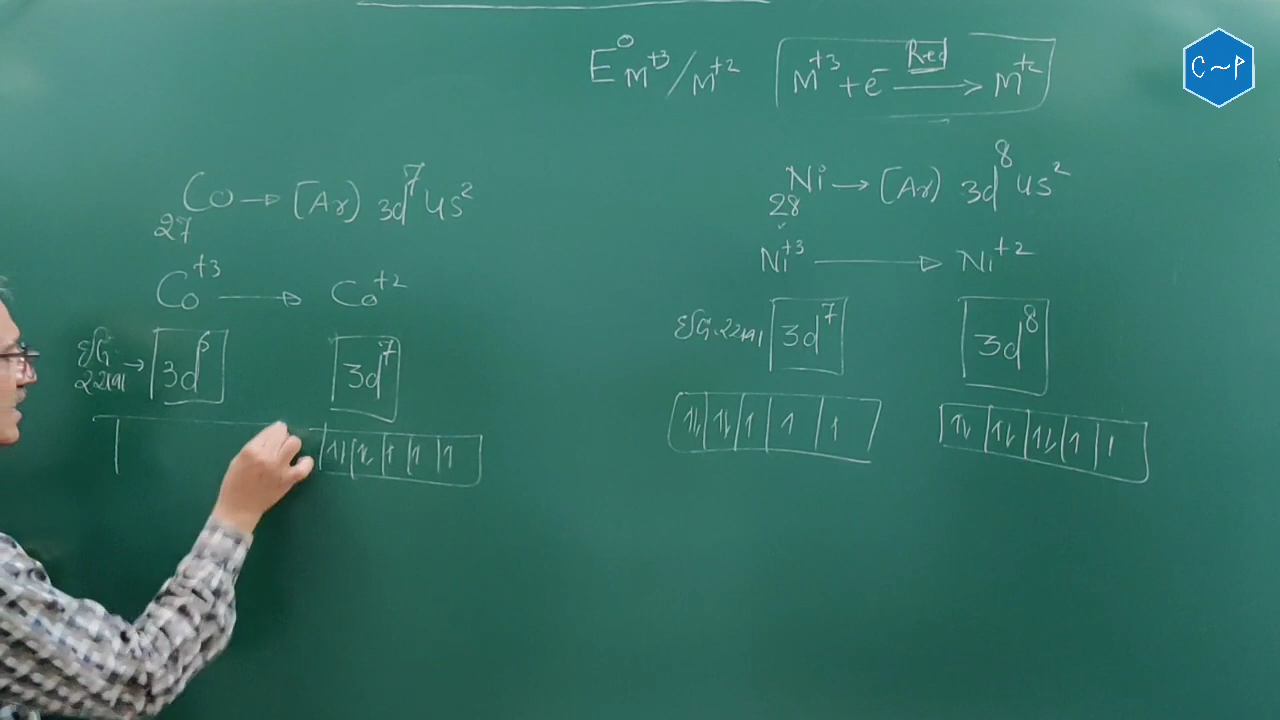 C~P
E⁰ M⁺³/M⁺² M⁺³ + e⁻ Red → M⁺²
₂₇Co → (Ar) 3d⁷ 4s²
Co⁺³ → Co⁺²
3d⁶ 3d⁷
↑↓ ↑↓ ↑ ↑ ↑
₂₈Ni → (Ar) 3d⁸ 4s²
Ni⁺³ → Ni⁺²
3d⁷ 3d⁸
↑↓ ↑↓ ↑ ↑ ↑ ↑↓ ↑↓ ↑↓ ↑ ↑